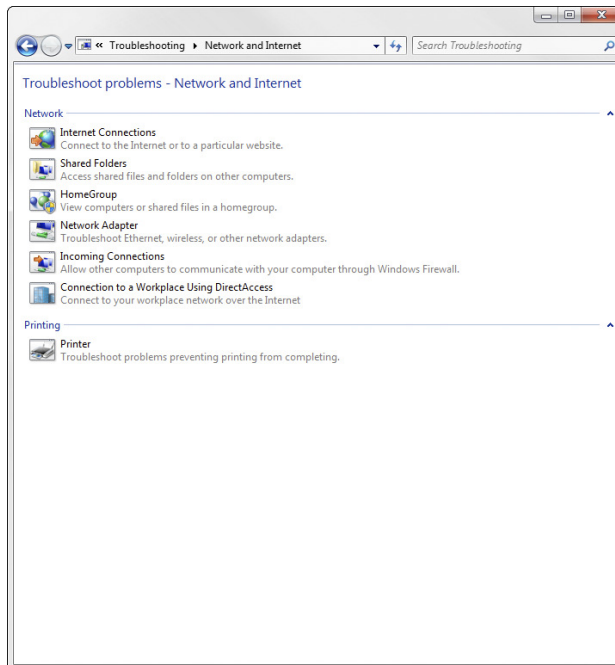 « Troubleshooting Network and Internet Search Troubleshooting
Troubleshoot problems - Network and Internet
Network
Internet Connections
Connect to the Internet or to a particular website.
Shared Folders
Access shared files and folders on other computers.
HomeGroup
View computers or shared files in a homegroup.
Network Adapter
Troubleshoot Ethernet, wireless, or other network adapters.
Incoming Connections
Allow other computers to communicate with your computer through Windows Firewall.
Connection to a Workplace Using DirectAccess
Connect to your workplace network over the Internet
Printing
Printer
Troubleshoot problems preventing printing from completing.